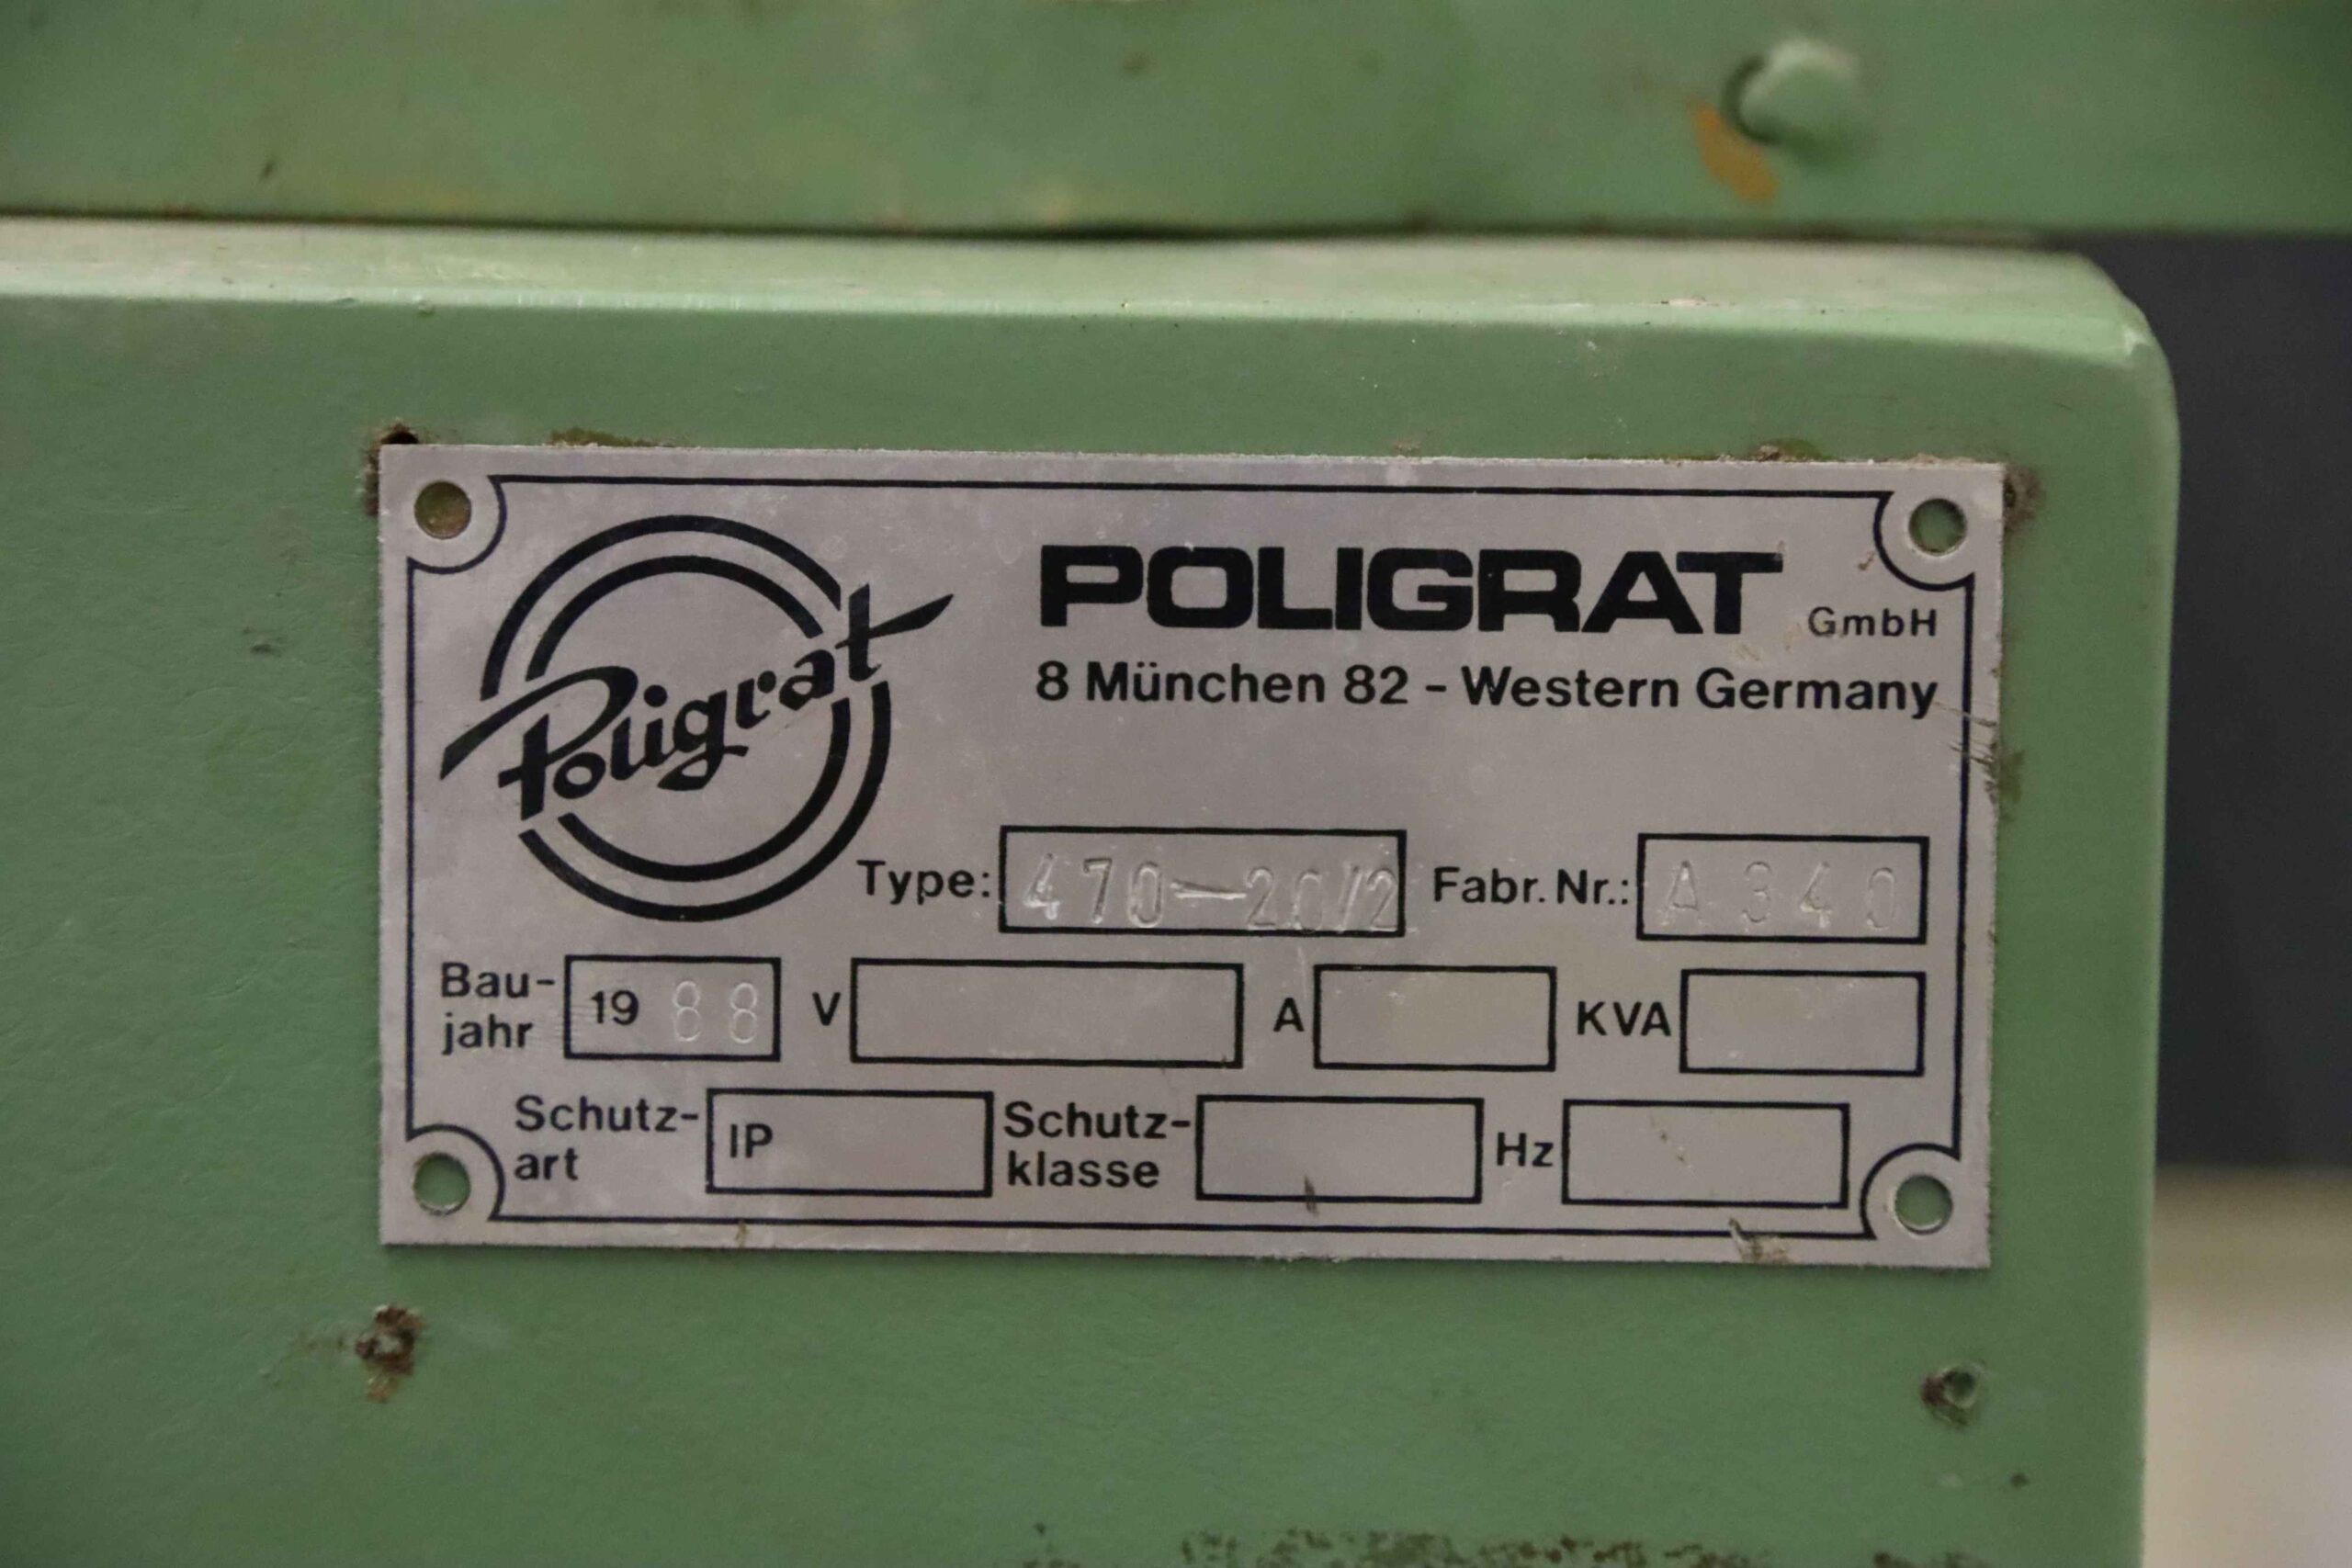 Poligrat
POLIGRAT GmbH
8 München 82 - Western Germany
Type: 470-20/2 Fabr. Nr.: A 340
Bau-
jahr 19 88 V A KVA
Schutz-
art IP Schutz-
klasse Hz